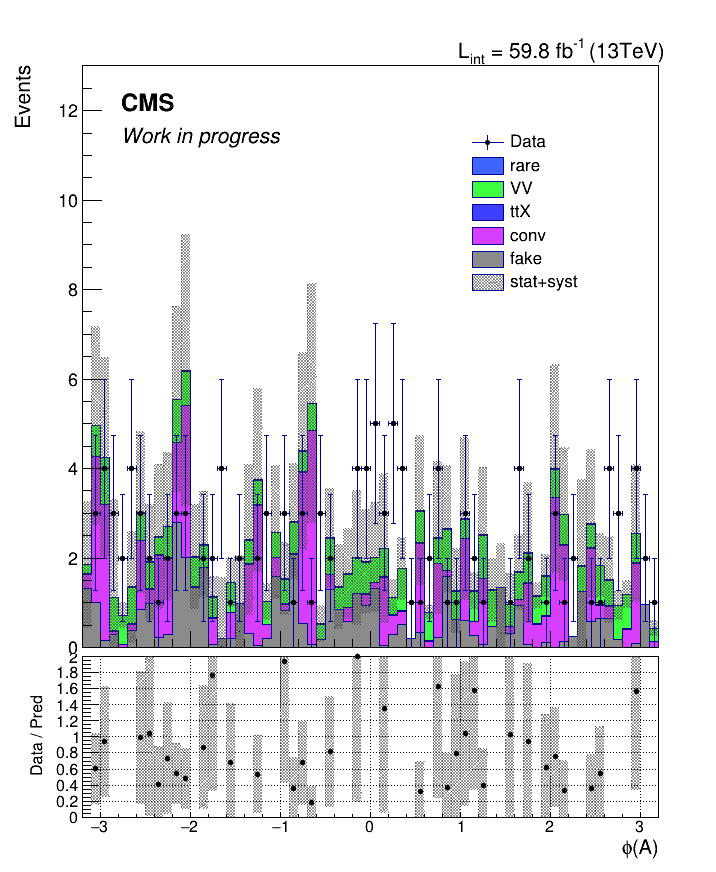 L_int = 59.8 fb^-1 (13TeV)
Events
CMS
Work in progress
Data
rare
VV
ttX
conv
fake
stat+syst
12
10
8
6
4
2
0
Data / Pred
2
1.8
1.6
1.4
1.2
1
0.8
0.6
0.4
0.2
0
−3 −2 −1 0 1 2 3
ϕ(A)